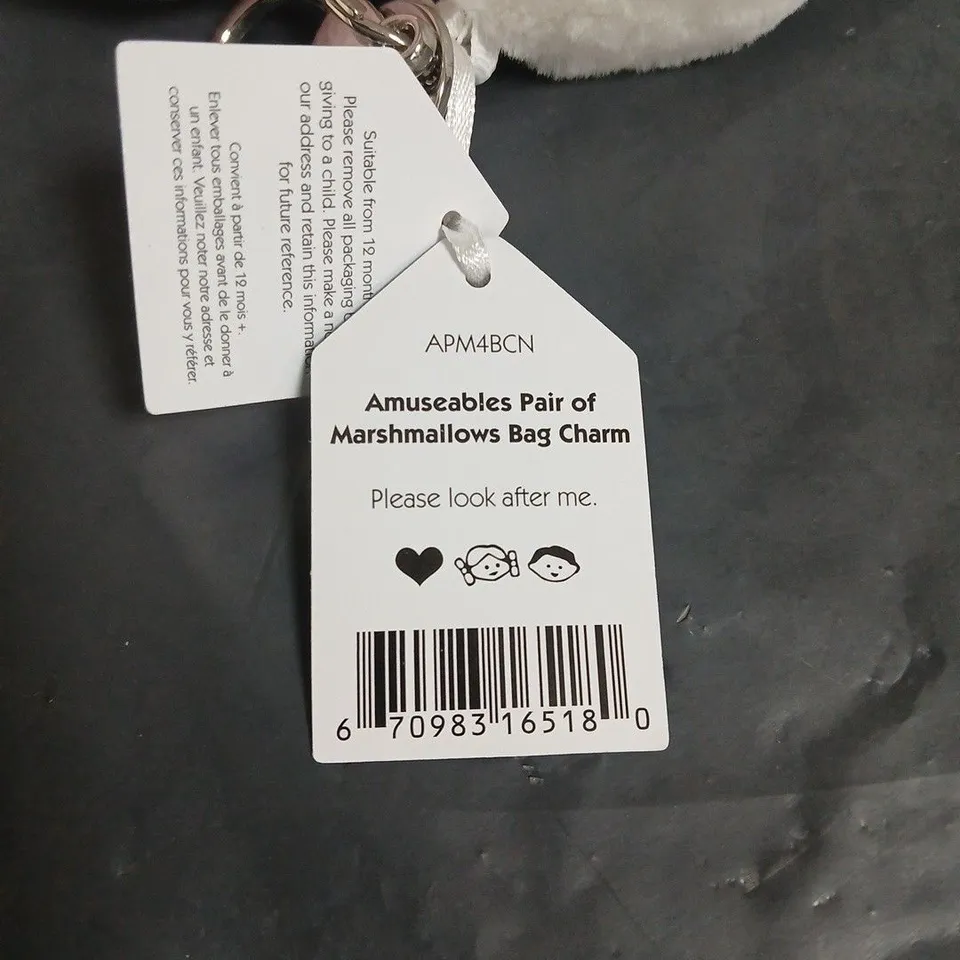 APM4BCN
Amuseables Pair of
Marshmallows Bag Charm
Please look after me.
6 70983 16518 0
Suitable from 12
Please remove all packaging
giving to a child. Please make a
our address and retain this
for future reference.
Convient à partir de 12 mois +.
Enlever tous emballages avant de le donner à
un enfant. Veuillez noter notre adresse et
conserver ces informations pour vous y référer.